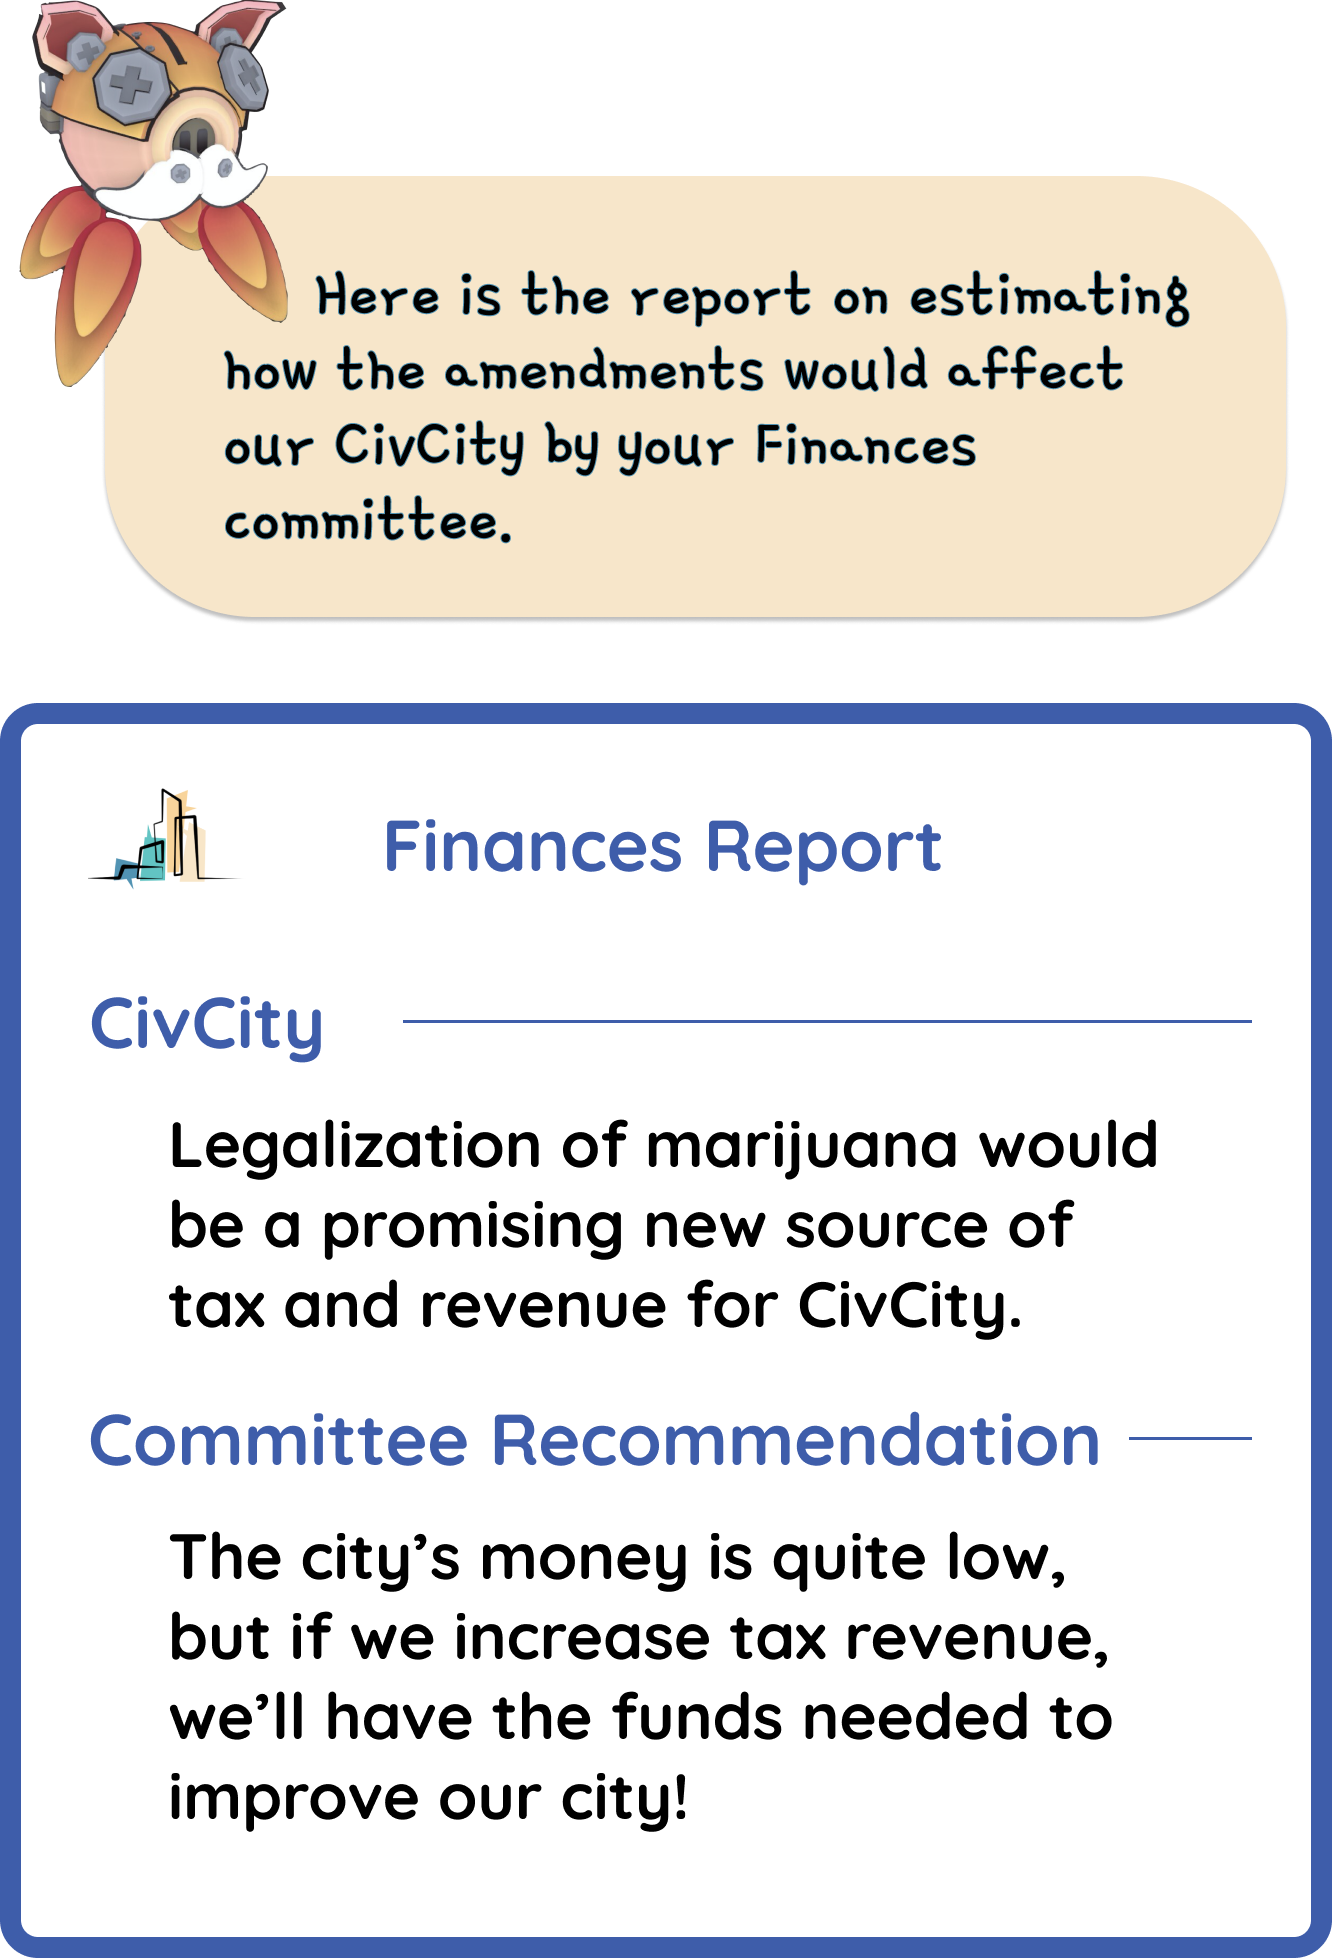 Here is the report on estimating
how the amendments would affect
our CivCity by your Finances
committee.
Finances Report
CivCity
Legalization of marijuana would
be a promising new source of
tax and revenue for CivCity.
Committee Recommendation
The city’s money is quite low,
but if we increase tax revenue,
we’ll have the funds needed to
improve our city!